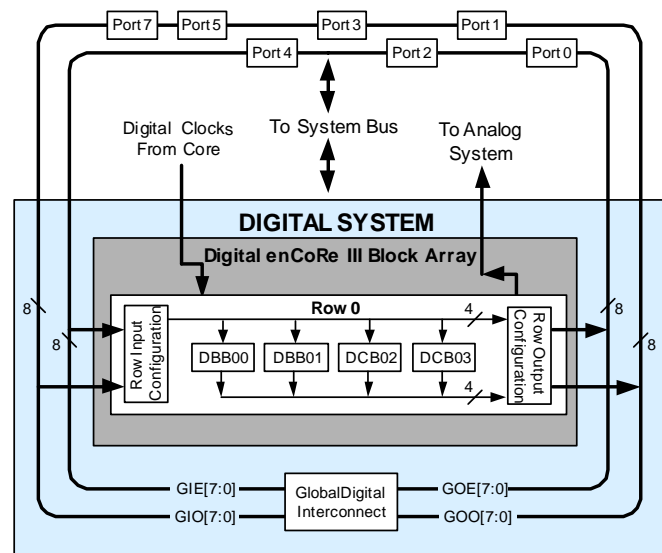 Port 7
Port 5
Port 3
Port 1
Port 4
Port 2
Port 0
Digital Clocks
From Core
To System Bus
To Analog
System
DIGITAL SYSTEM
Digital enCoRe III Block Array
8
8
Row Input
Configuration
Row 0
4
DBB00
DBB01
DCB02
DCB03
4
Row Output
Configuration
8
8
GIE[7:0]
GIO[7:0]
GlobalDigital
Interconnect
GOE[7:0]
GOO[7:0]